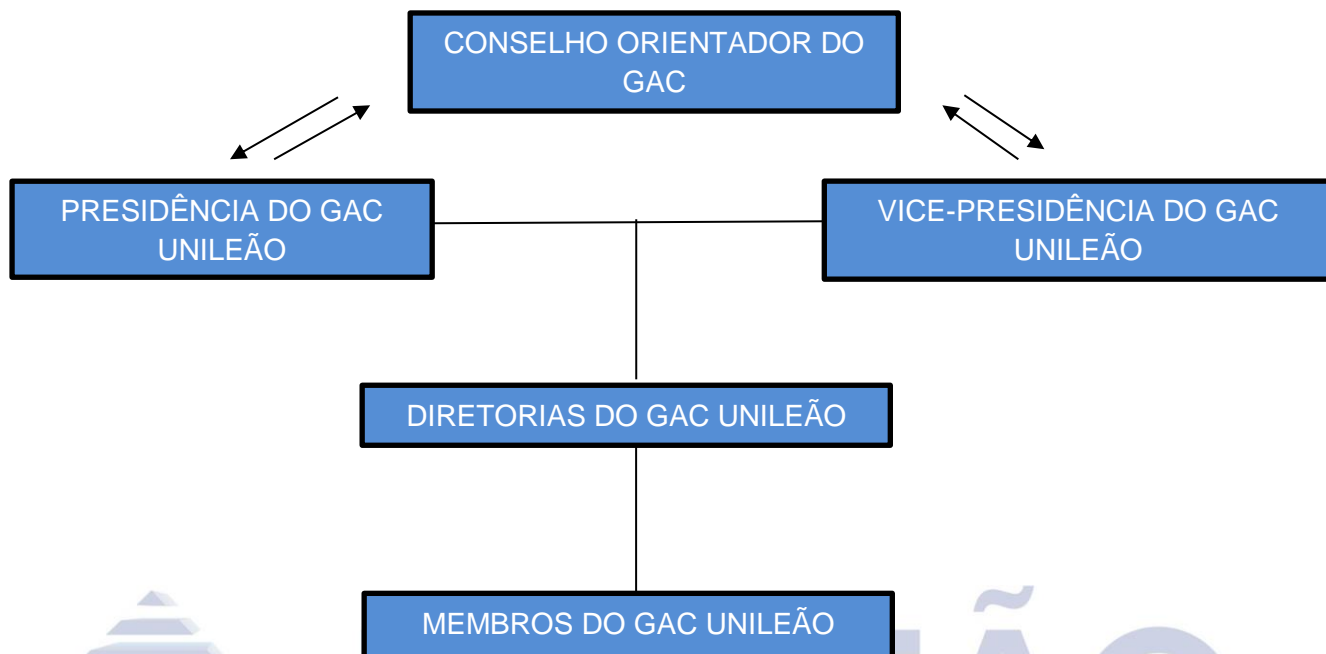 CONSELHO ORIENTADOR DO
GAC
PRESIDÊNCIA DO GAC
UNILEÃO
VICE-PRESIDÊNCIA DO GAC
UNILEÃO
DIRETORIAS DO GAC UNILEÃO
MEMBROS DO GAC UNILEÃO